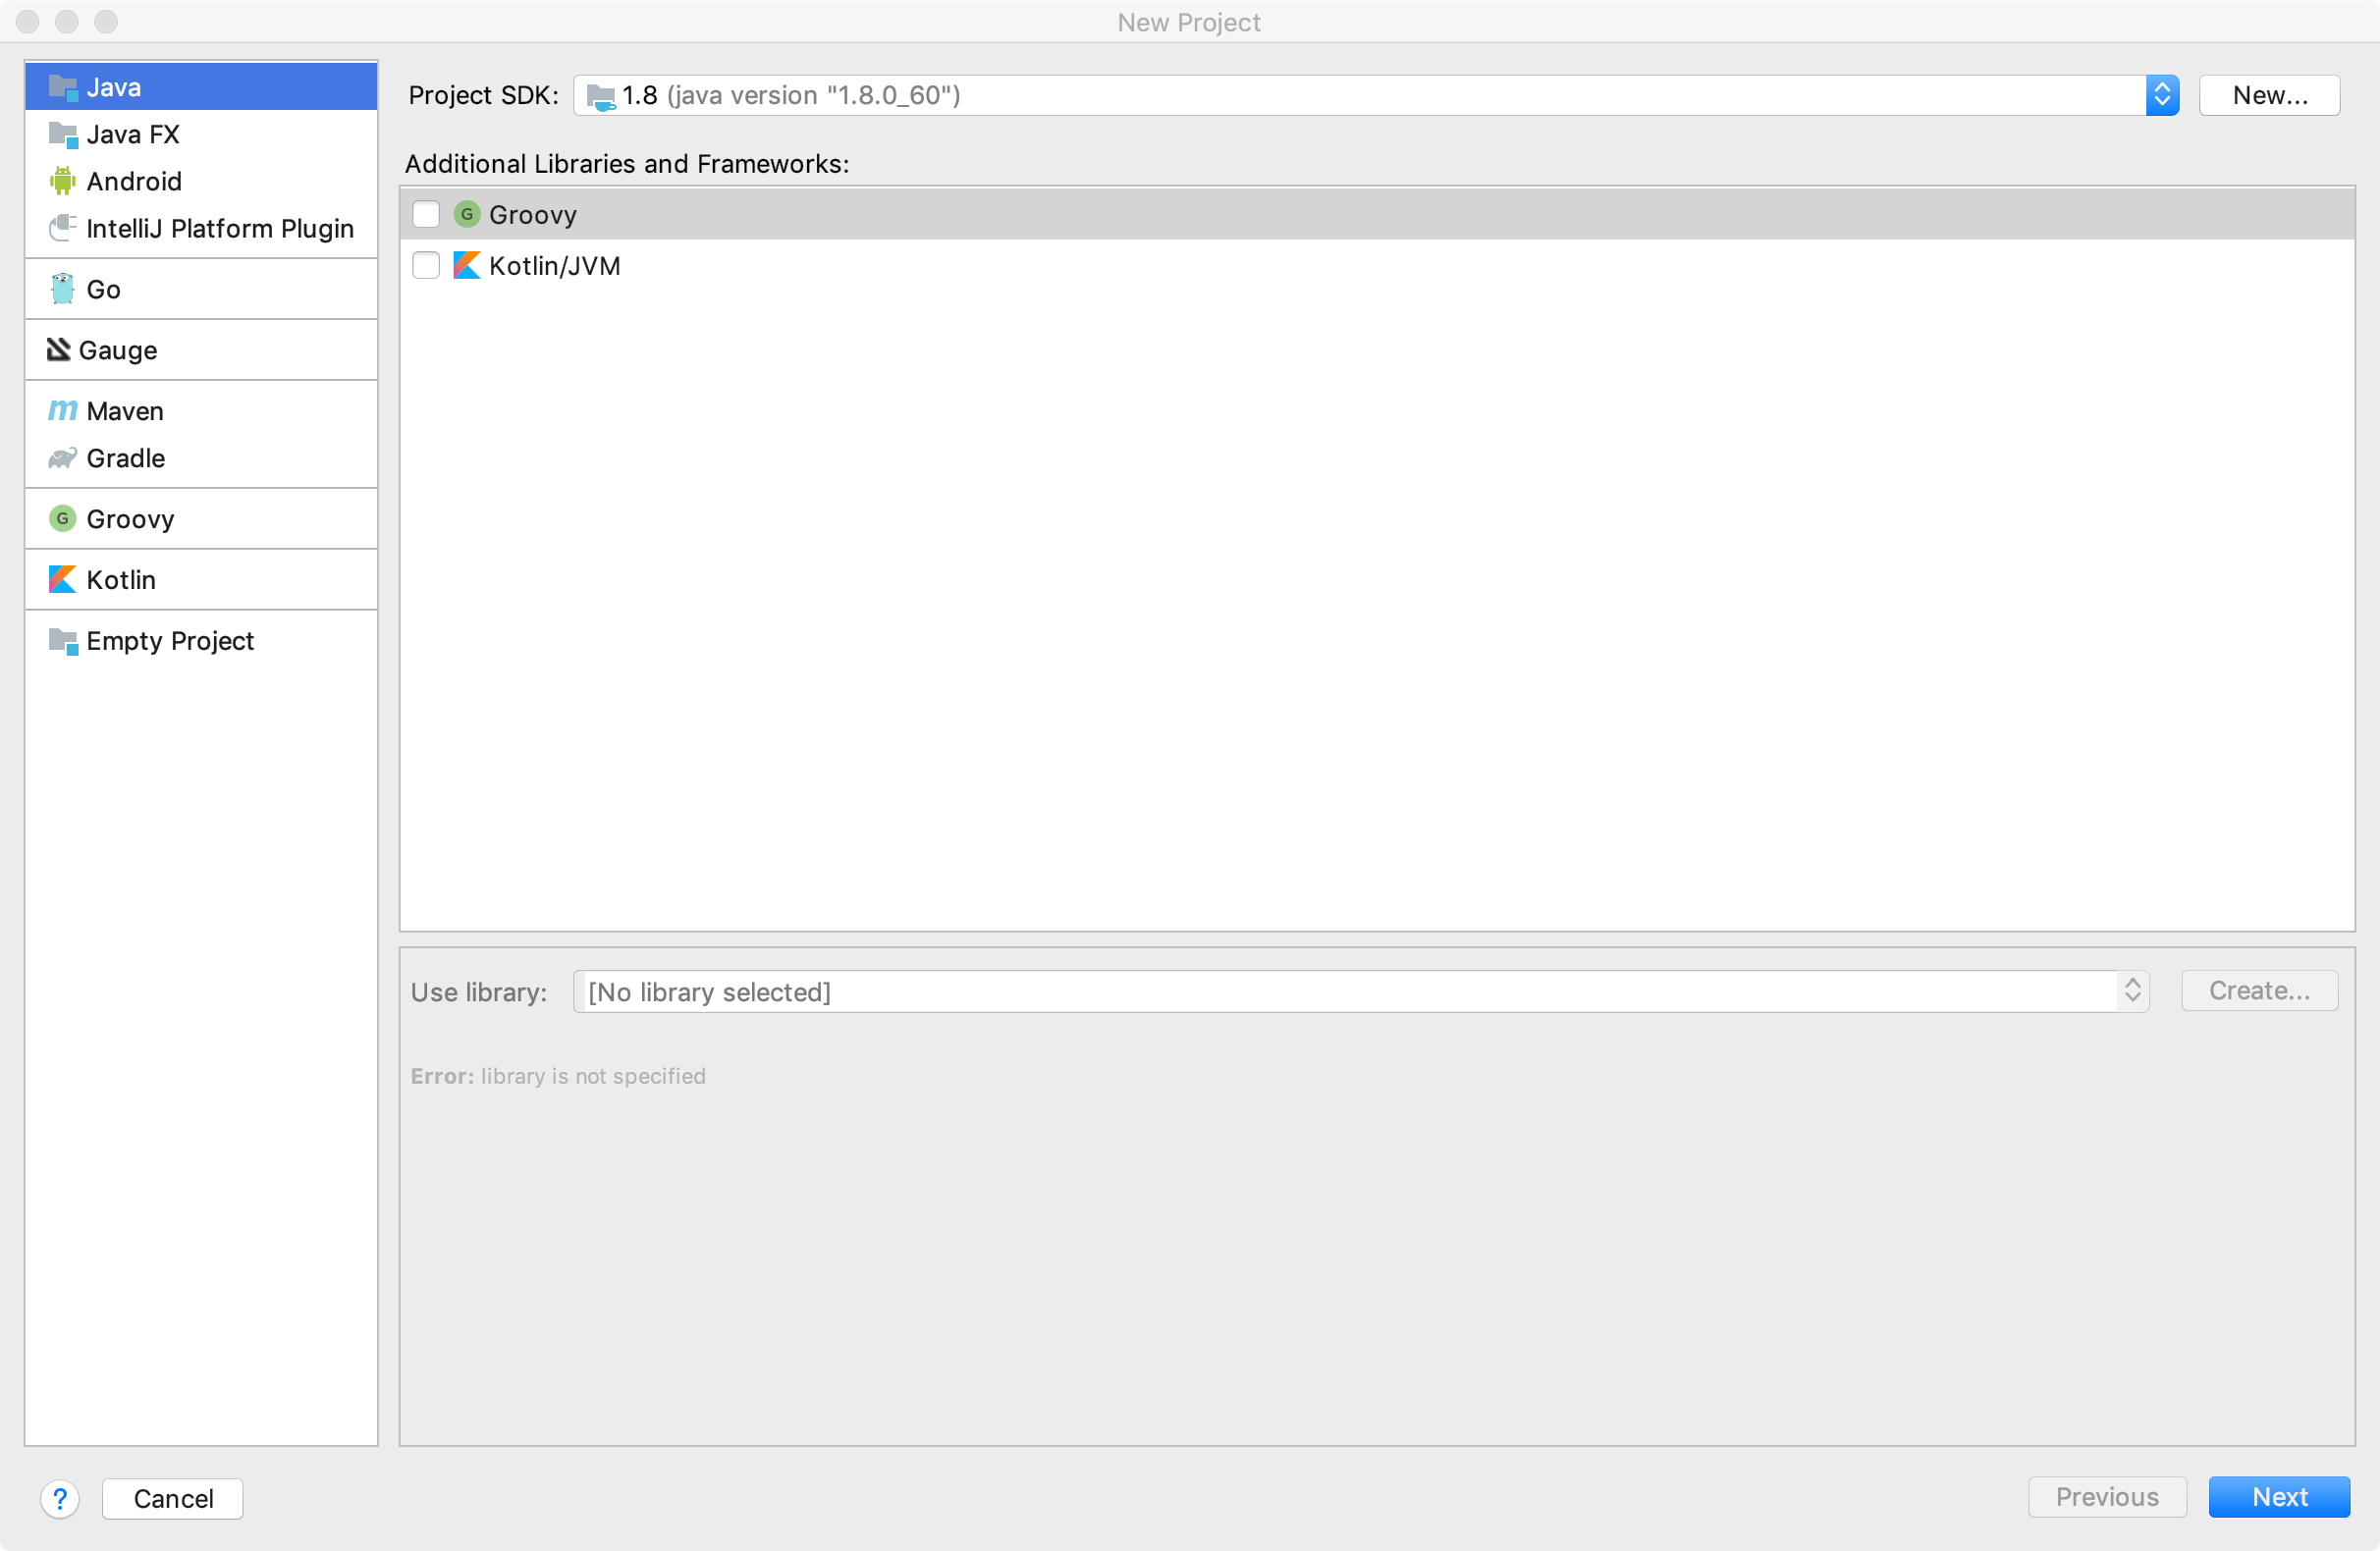 New Project
Java
Java FX
Android
IntelliJ Platform Plugin
Go
Gauge
m Maven
Gradle
G Groovy
Kotlin
Empty Project
Project SDK: 1.8 (java version "1.8.0_60") New...
Additional Libraries and Frameworks:
G Groovy
Kotlin/JVM
Use library: [No library selected] Create...
Error: library is not specified
? Cancel Previous Next